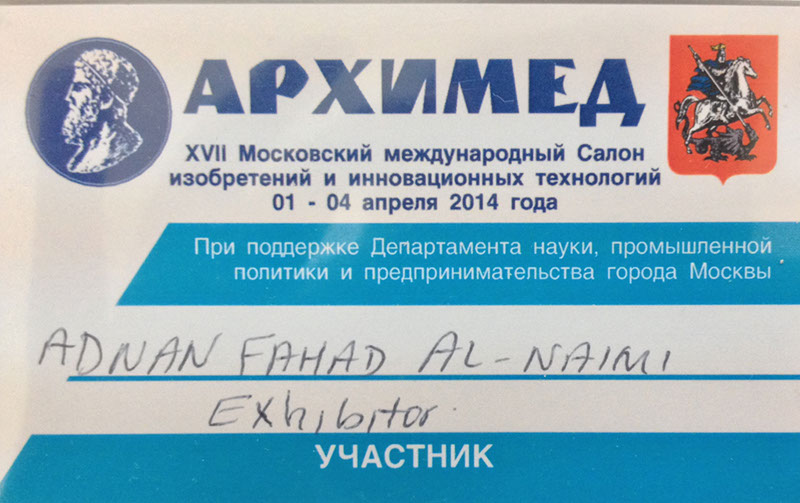 АРХИМЕД
XVII Московский международный Салон
изобретений и инновационных технологий
01 - 04 апреля 2014 года
При поддержке Департамента науки, промышленной
политики и предпринимательства города Москвы
ADNAN FAHAD AL-NAIMI
Exhibitor.
УЧАСТНИК